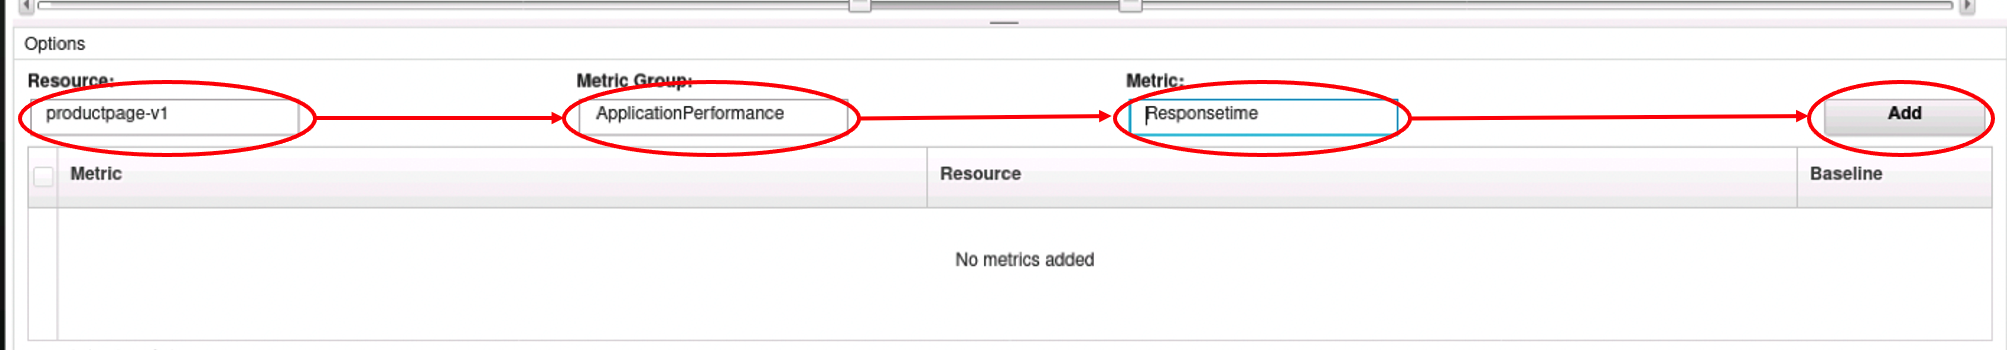 Options
Resource: Metric Group: Metric:
productpage-v1 ApplicationPerformance Responsetime Add
Metric Resource Baseline
No metrics added